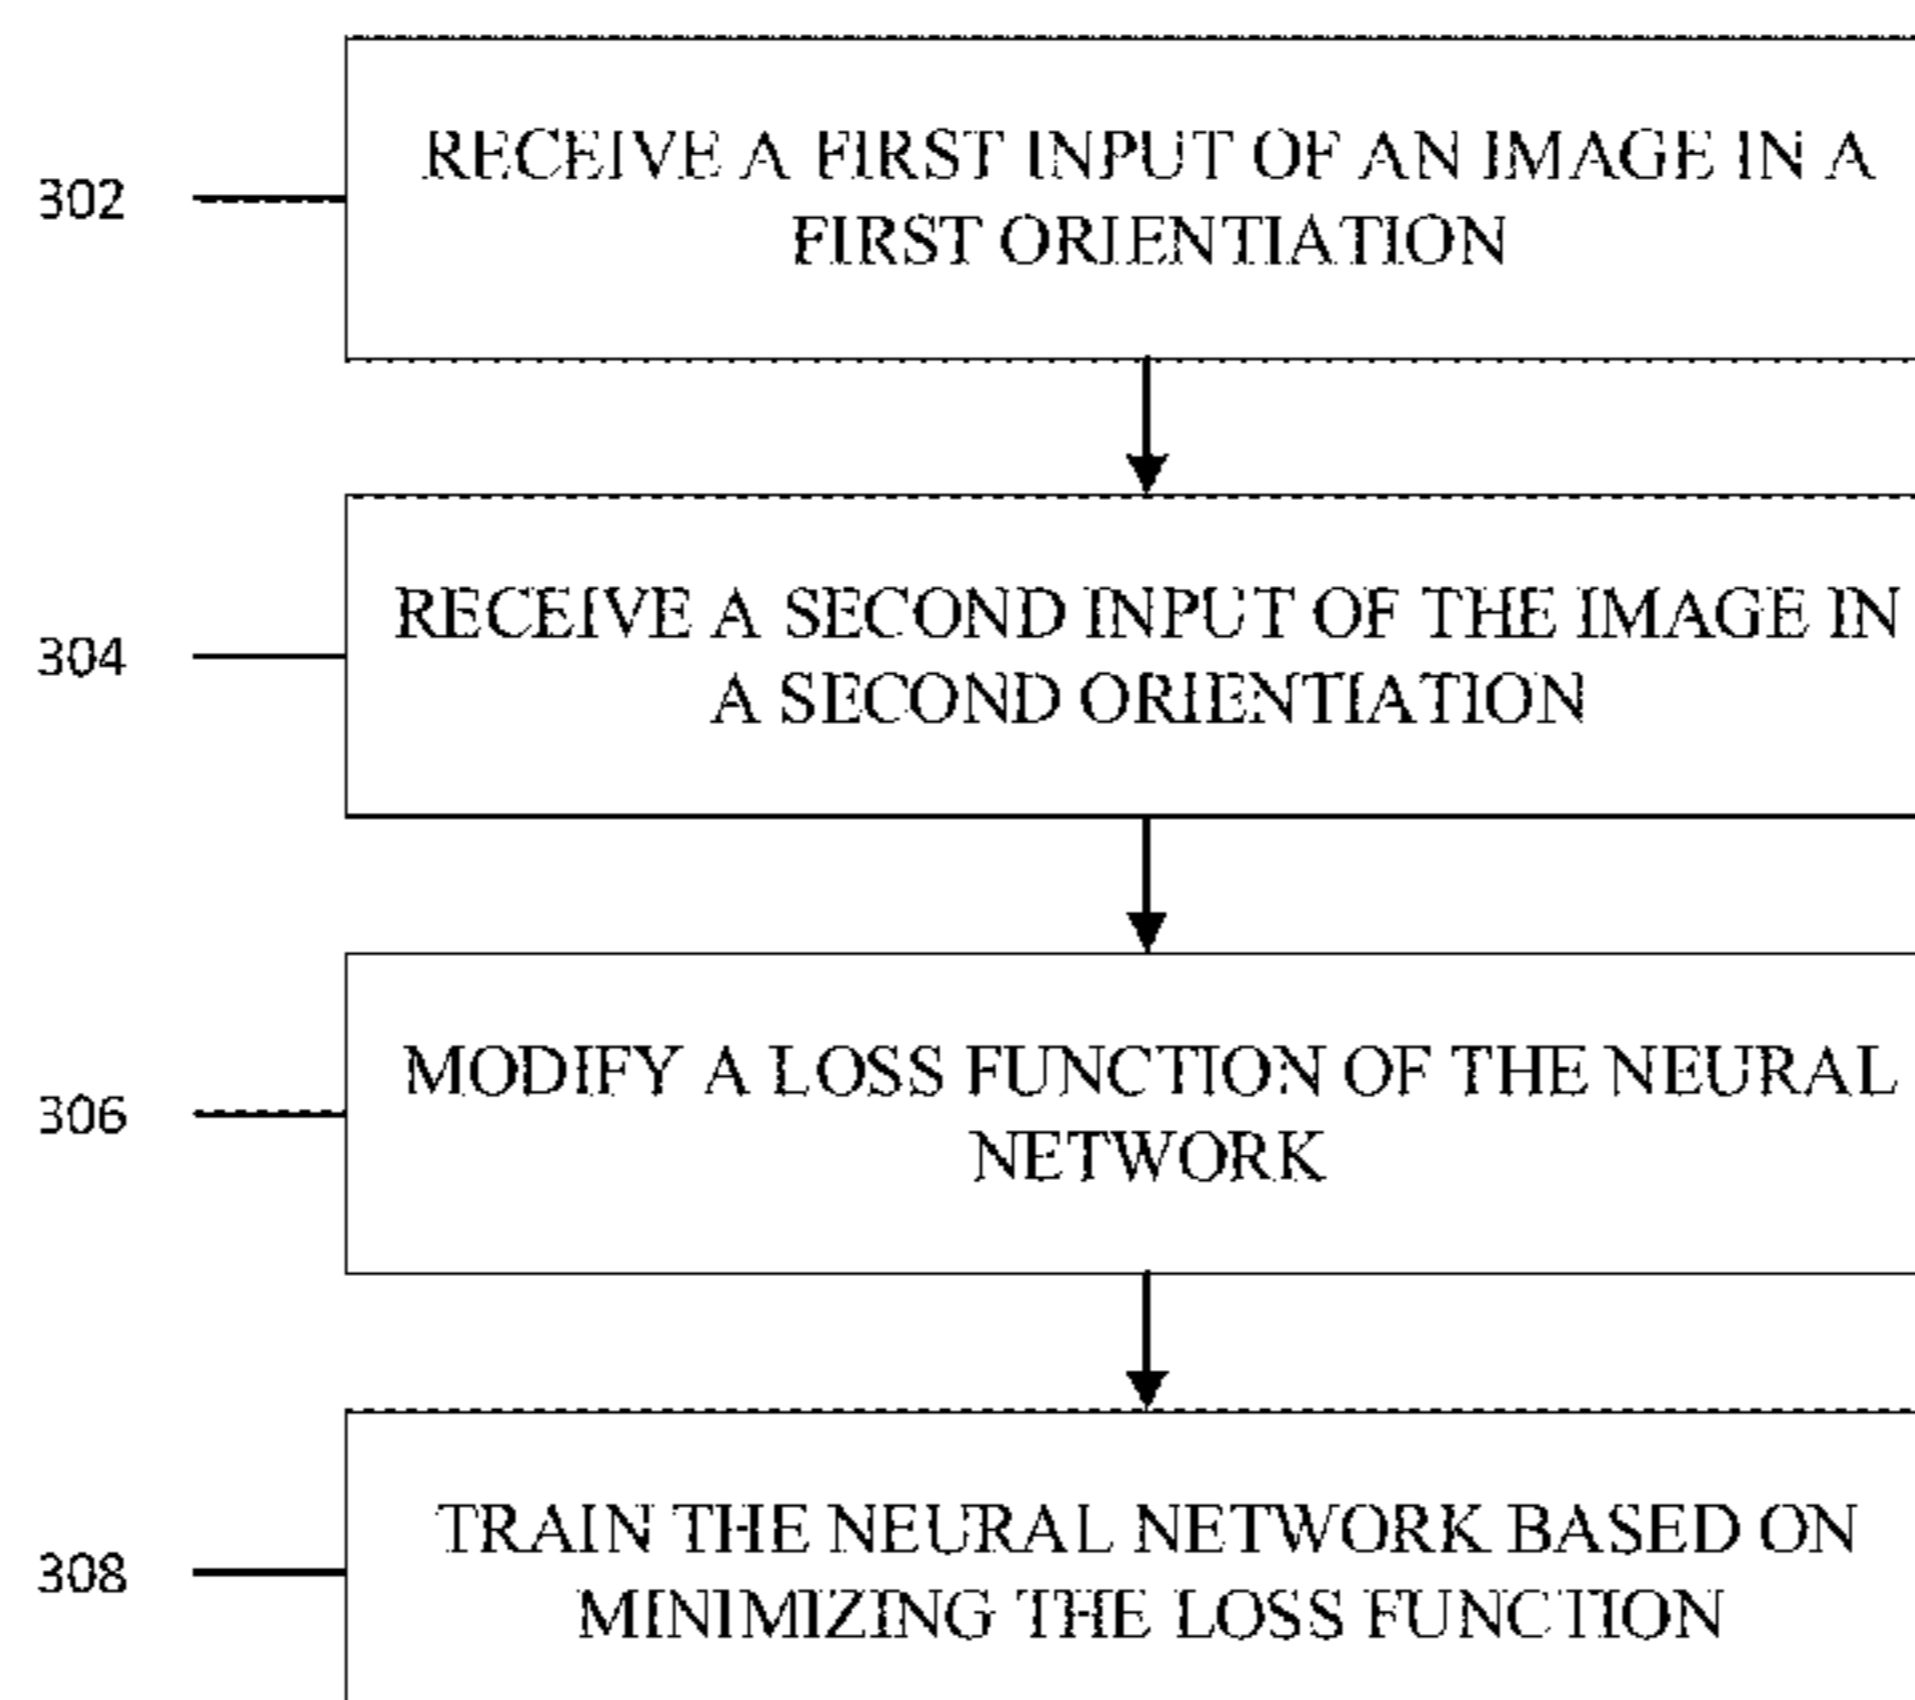 302
RECEIVE A FIRST INPUT OF AN IMAGE IN A
FIRST ORIENTIATION
304
RECEIVE A SECOND INPUT OF THE IMAGE IN
A SECOND ORIENTIATION
306
MODIFY A LOSS FUNCTION OF THE NEURAL
NETWORK
308
TRAIN THE NEURAL NETWORK BASED ON
MINIMIZING THE LOSS FUNCTION